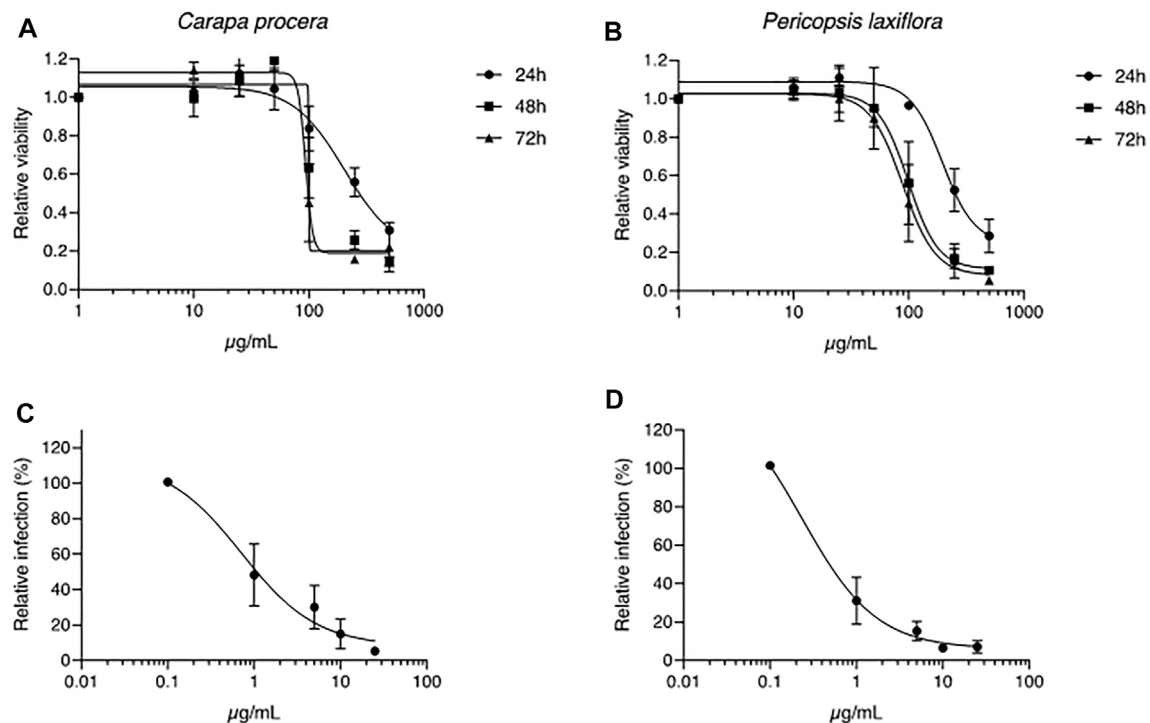 A
Carapa procera
Relative viability
1.2
1.0
0.8
0.6
0.4
0.2
0.0
1 10 100 1000
µg/mL
24h
48h
72h
B
Pericopsis laxiflora
Relative viability
1.2
1.0
0.8
0.6
0.4
0.2
0.0
1 10 100 1000
µg/mL
24h
48h
72h
C
Relative infection (%)
120
100
80
60
40
20
0
0.01 0.1 1 10 100
µg/mL
D
Relative infection (%)
120
100
80
60
40
20
0
0.01 0.1 1 10 100
µg/mL